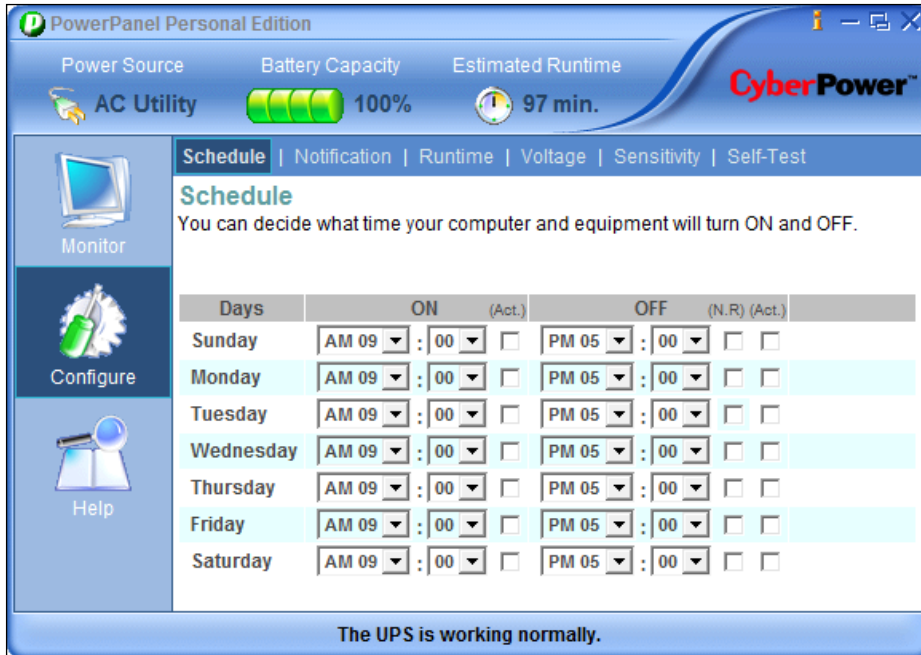 PowerPanel Personal Edition
Power Source Battery Capacity Estimated Runtime
AC Utility 100% 97 min.
CyberPower™
Schedule | Notification | Runtime | Voltage | Sensitivity | Self-Test
Monitor
Configure
Help
Schedule
You can decide what time your computer and equipment will turn ON and OFF.
Days ON (Act.) OFF (N.R) (Act.)
Sunday AM 09 : 00 PM 05 : 00
Monday AM 09 : 00 PM 05 : 00
Tuesday AM 09 : 00 PM 05 : 00
Wednesday AM 09 : 00 PM 05 : 00
Thursday AM 09 : 00 PM 05 : 00
Friday AM 09 : 00 PM 05 : 00
Saturday AM 09 : 00 PM 05 : 00
The UPS is working normally.